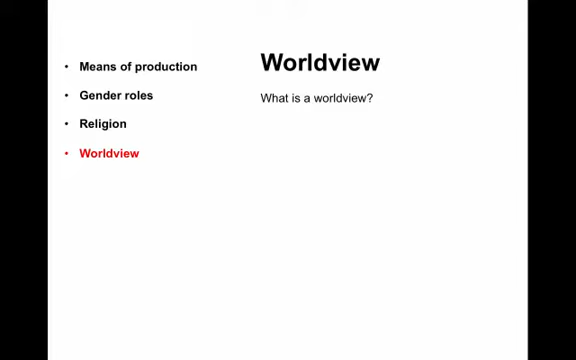 • Means of production
• Gender roles
• Religion
• Worldview
Worldview
What is a worldview?